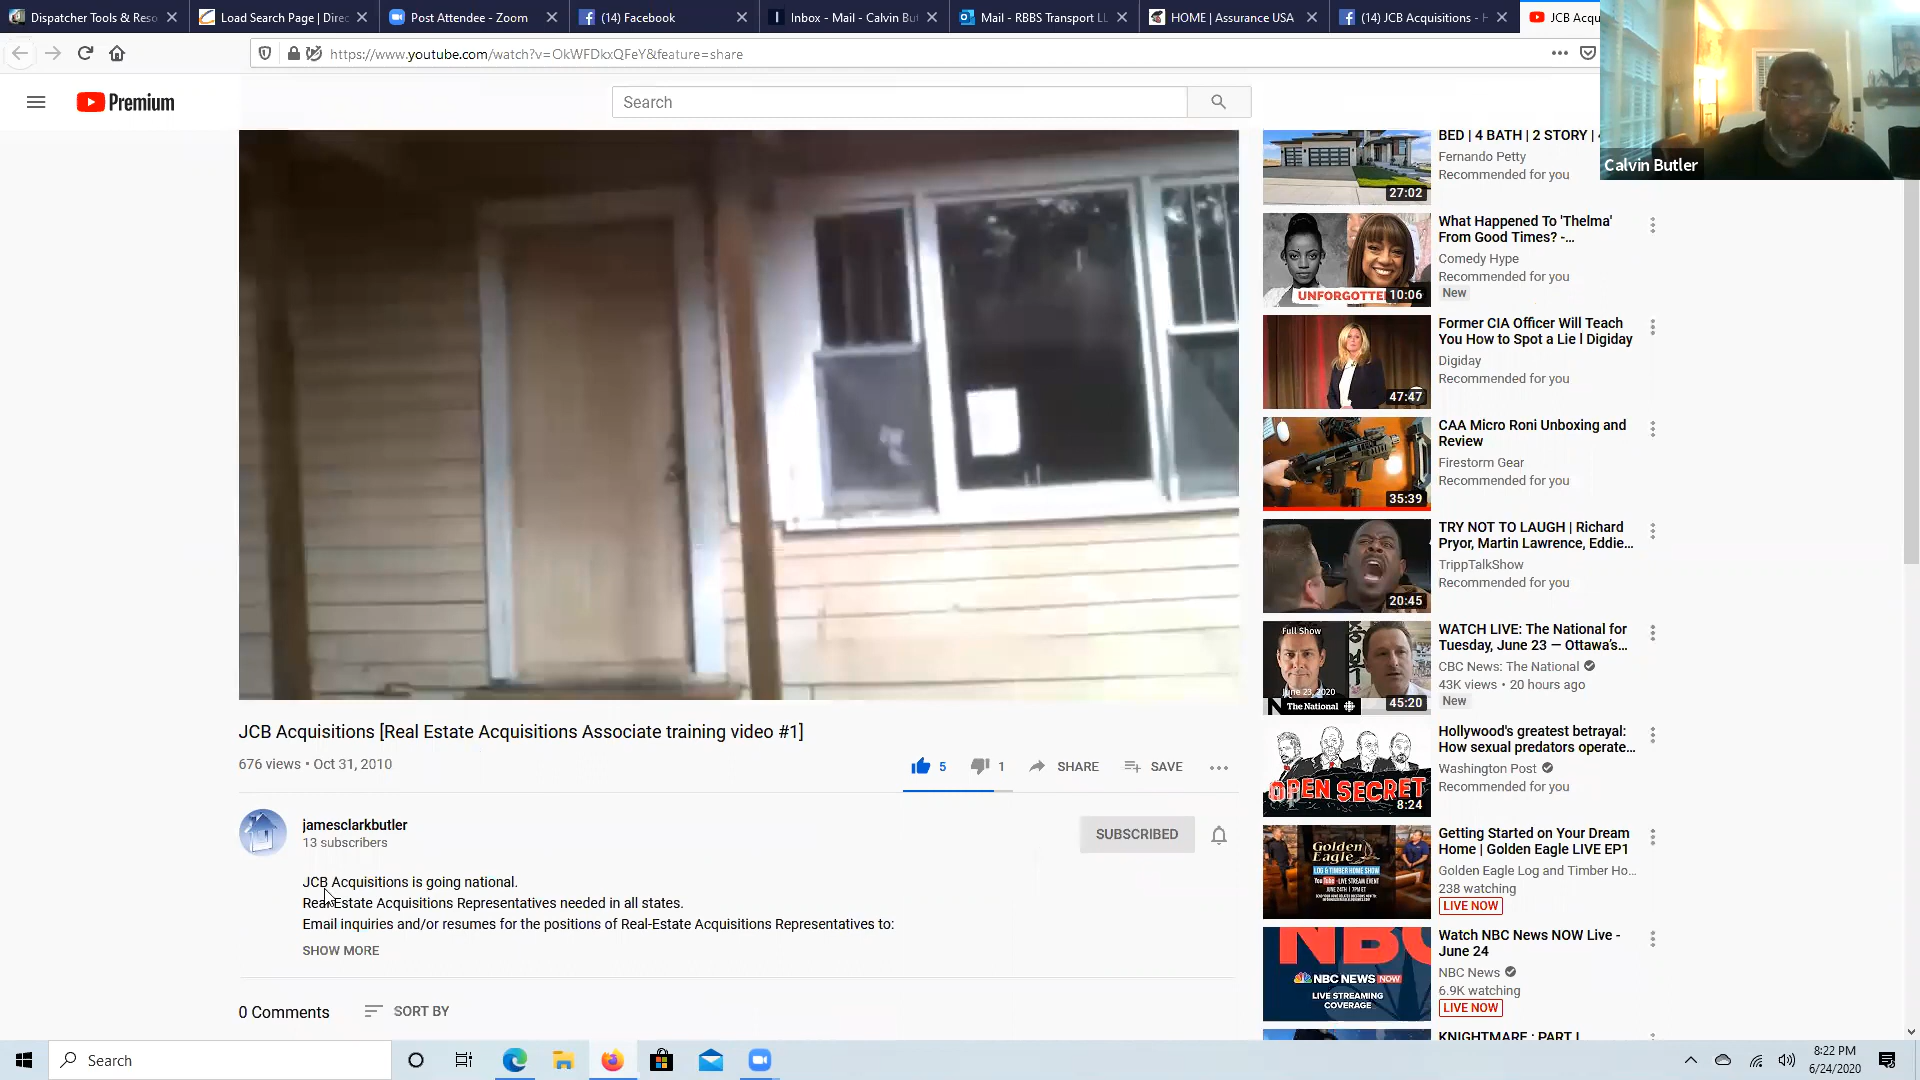 Dispatcher Tools & Reso
Load Search Page | Direc
Post Attendee - Zoom
(14) Facebook
Inbox - Mail - Calvin But
Mail - RBBS Transport LL
HOME | Assurance USA
(14) JCB Acquisitions - H
JCB Acqu
https://www.youtube.com/watch?v=OkWFDkxQFeY&feature=share
Premium
Search
Calvin Butler
BED | 4 BATH | 2 STORY |
Fernando Petty
Recommended for you
27:02
What Happened To 'Thelma'
From Good Times? -...
Comedy Hype
Recommended for you
New
UNFORGOTTE
10:06
Former CIA Officer Will Teach
You How to Spot a Lie l Digiday
Digiday
Recommended for you
47:47
CAA Micro Roni Unboxing and
Review
Firestorm Gear
Recommended for you
35:39
TRY NOT TO LAUGH | Richard
Pryor, Martin Lawrence, Eddie...
TrippTalkShow
Recommended for you
20:45
WATCH LIVE: The National for
Tuesday, June 23 — Ottawa's...
CBC News: The National
43K views • 20 hours ago
New
Full Show
June 23, 2020
The National
45:20
Hollywood's greatest betrayal:
How sexual predators operate...
Washington Post
Recommended for you
OPEN SECRET
8:24
Getting Started on Your Dream
Home | Golden Eagle LIVE EP1
Golden Eagle Log and Timber Ho...
238 watching
LIVE NOW
Golden
Eagle
LOG & TIMBER HOME SHOW
YouTube LIVE STREAM EVENT
JUNE 24TH | 7PM ET
Watch NBC News NOW Live -
June 24
NBC News
6.9K watching
LIVE NOW
NBC
NBC NEWS NOW
LIVE STREAMING
COVERAGE
KNIGHTMARE : PART I
JCB Acquisitions [Real Estate Acquisitions Associate training video #1]
676 views • Oct 31, 2010
5
1
SHARE
SAVE
jamesclarkbutler
13 subscribers
SUBSCRIBED
JCB Acquisitions is going national.
Real Estate Acquisitions Representatives needed in all states.
Email inquiries and/or resumes for the positions of Real-Estate Acquisitions Representatives to:
SHOW MORE
0 Comments
SORT BY
Search
8:22 PM
6/24/2020